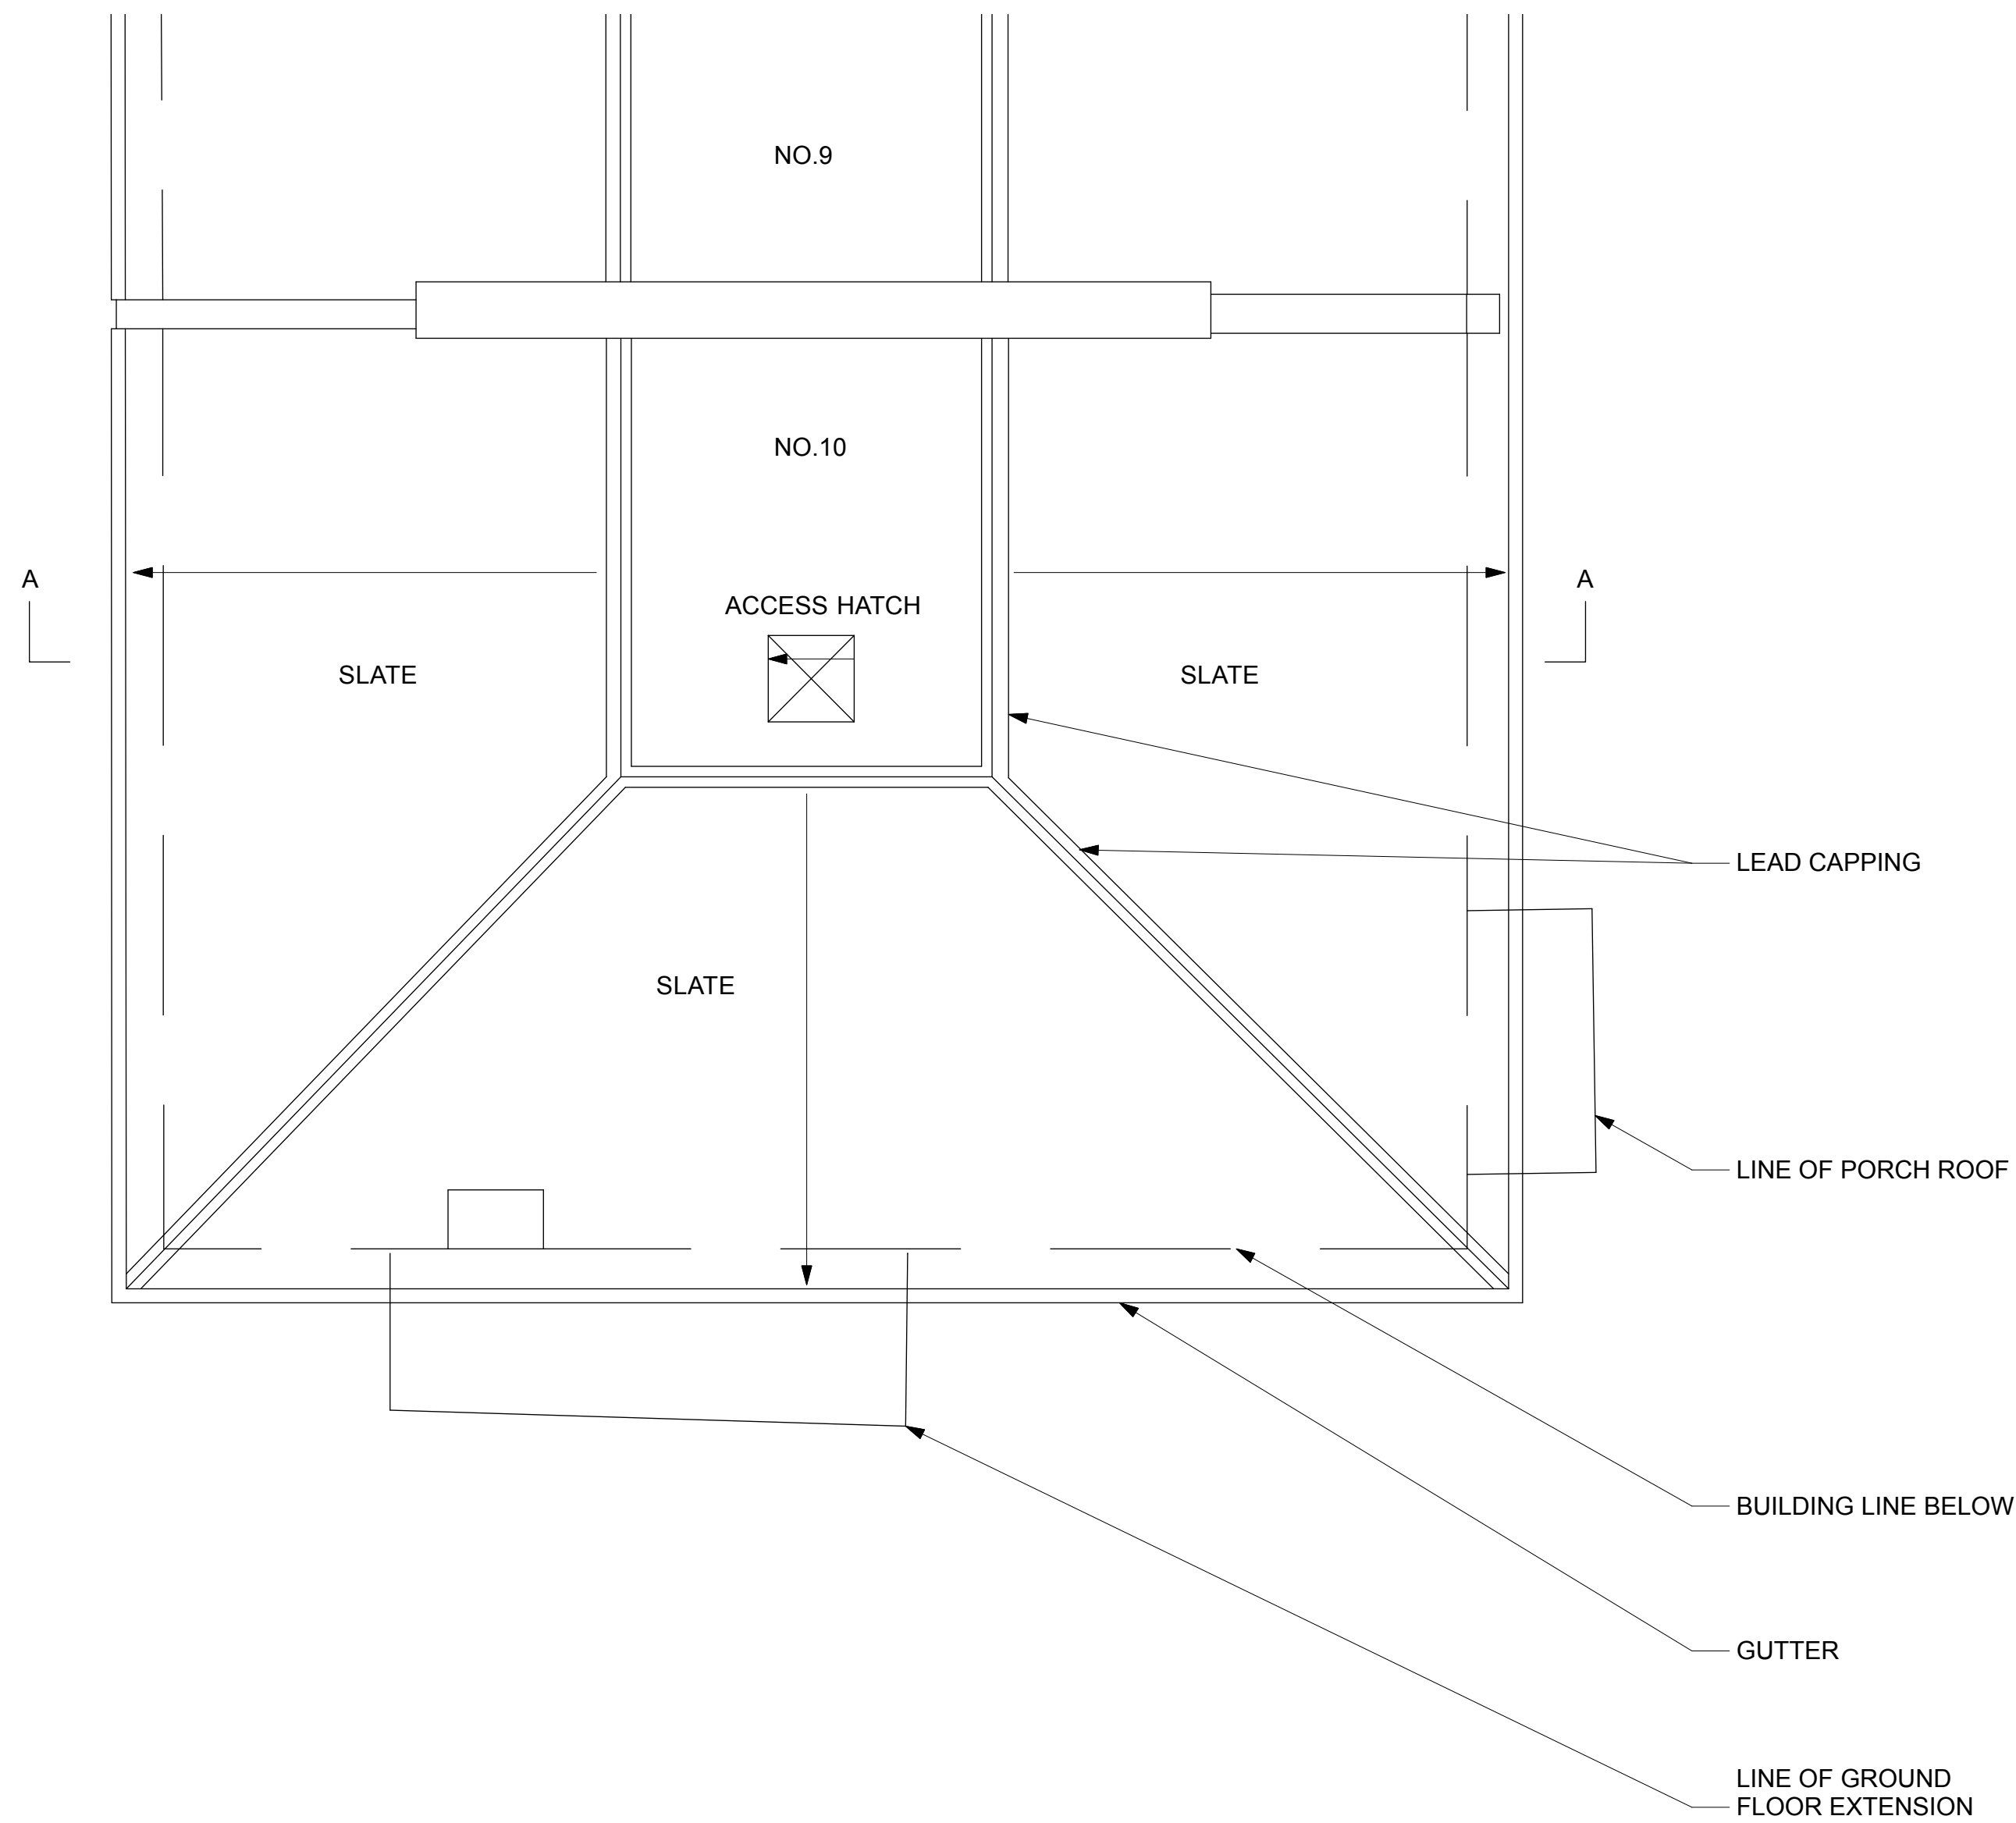 NO.9
NO.10
A
A
ACCESS HATCH
SLATE
SLATE
LEAD CAPPING
SLATE
LINE OF PORCH ROOF
BUILDING LINE BELOW
GUTTER
LINE OF GROUND
FLOOR EXTENSION